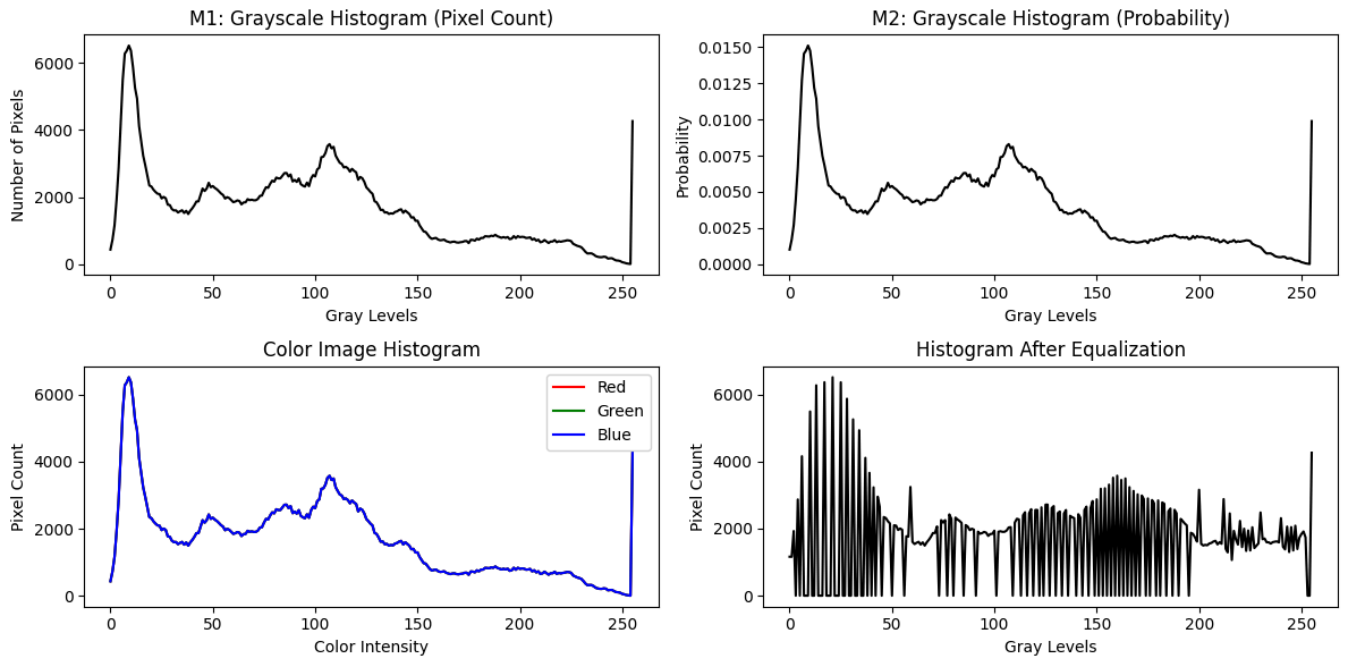 M1: Grayscale Histogram (Pixel Count)
Number of Pixels
6000
4000
2000
0
0 50 100 150 200 250
Gray Levels
M2: Grayscale Histogram (Probability)
Probability
0.0150
0.0125
0.0100
0.0075
0.0050
0.0025
0.0000
0 50 100 150 200 250
Gray Levels
Color Image Histogram
Pixel Count
6000
4000
2000
0
Red
Green
Blue
0 50 100 150 200 250
Color Intensity
Histogram After Equalization
Pixel Count
6000
4000
2000
0
0 50 100 150 200 250
Gray Levels